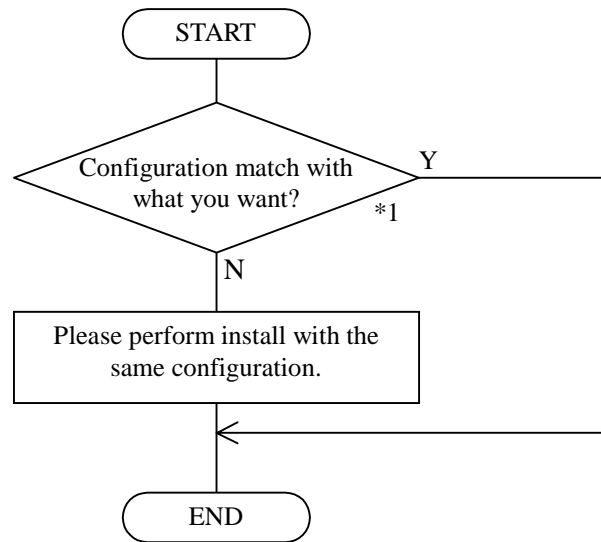 START
Configuration match with
what you want?
Y
*1
N
Please perform install with the
same configuration.
END